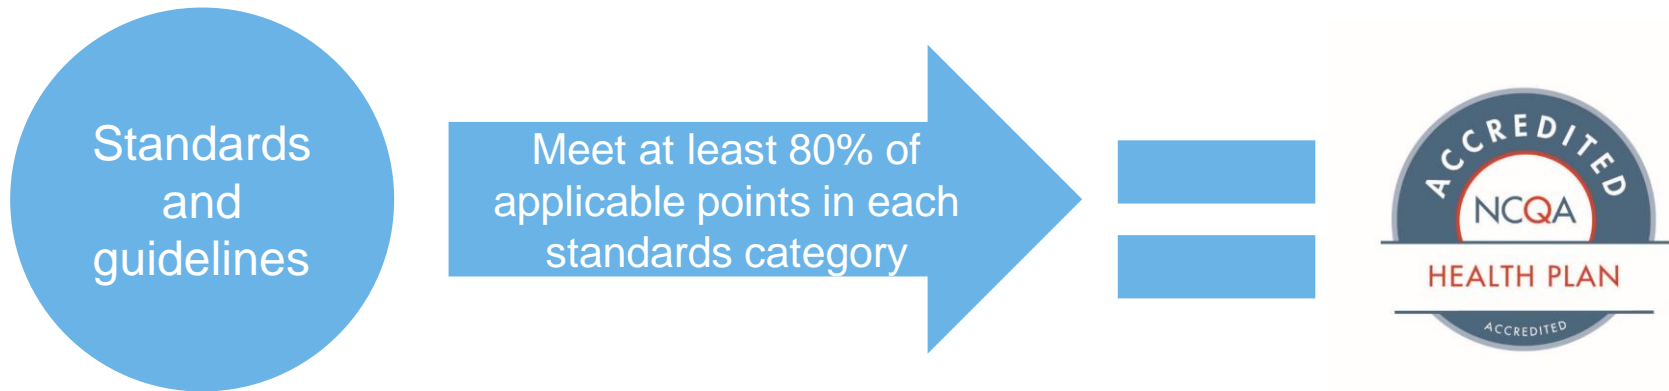 Standards
and
guidelines
Meet at least 80% of
applicable points in each
standards category
ACCREDITED
NCQA
HEALTH PLAN
ACCREDITED